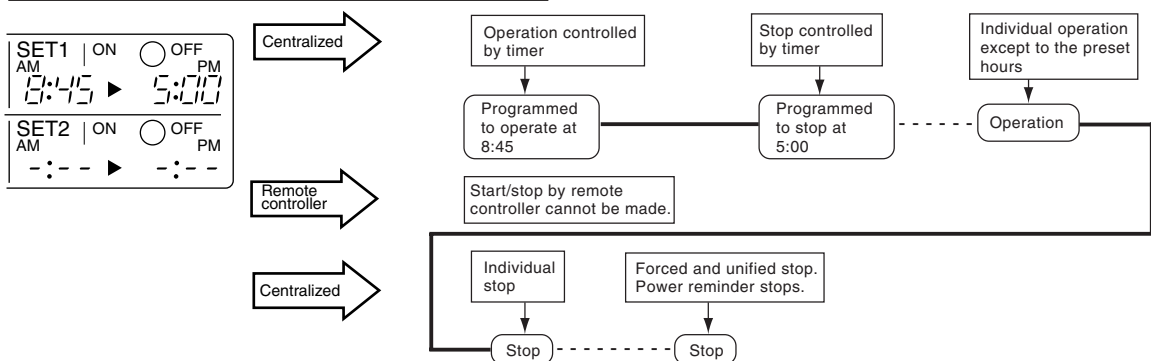 SET1 | ON OFF
AM PM
8:45 ▶ 5:00
SET2 | ON OFF
AM PM
-:-- ▶ -:--
Centralized
Operation controlled
by timer
Stop controlled
by timer
Individual operation
except to the preset
hours
Programmed
to operate at
8:45
Programmed
to stop at
5:00
Operation
Remote
controller
Start/stop by remote
controller cannot be made.
Centralized
Individual
stop
Forced and unified stop.
Power reminder stops.
Stop
Stop